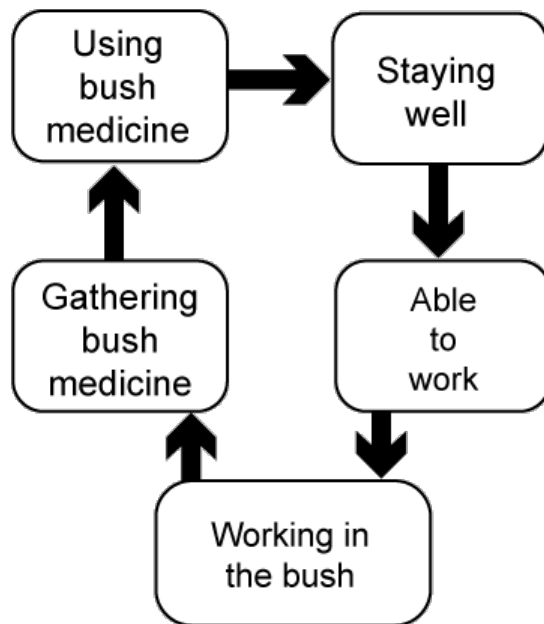 Using
bush
medicine
Staying
well
Gathering
bush
medicine
Able
to
work
Working in
the bush